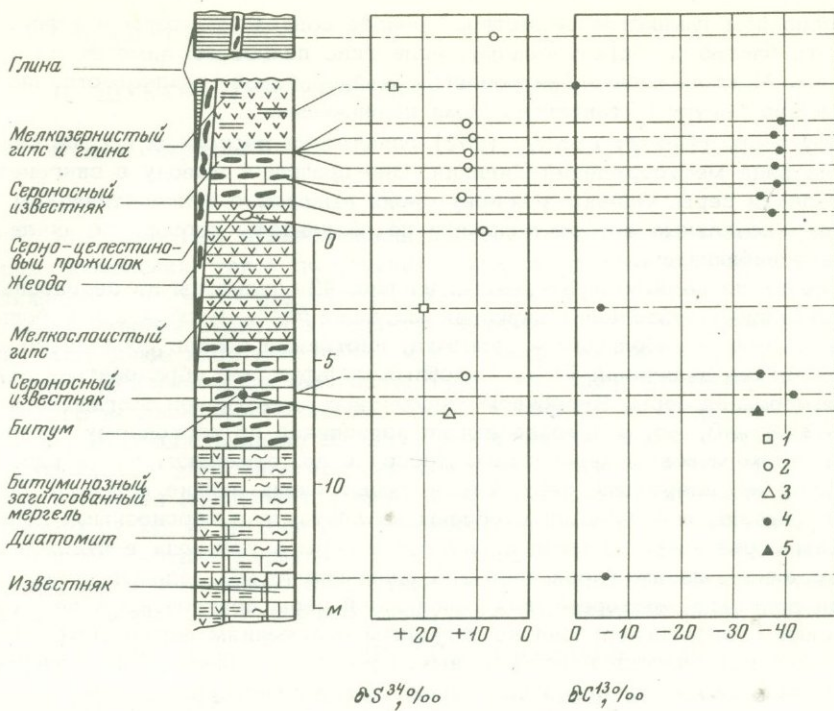 Глина
Мелкозернистый
гипс и глина
Сероносный
известняк
Серно-целестино-
вый прожилок
Жеода
Мелкослоистый
гипс
Сероносный
известняк
Битум
Битуминозный
загипсованный
мергель
Диатомит
Известняк
0
5
10
м
1
2
3
4
5
+20 +10 0
0 -10 -20 -30 -40
δS³⁴, ‰
δC¹³, ‰